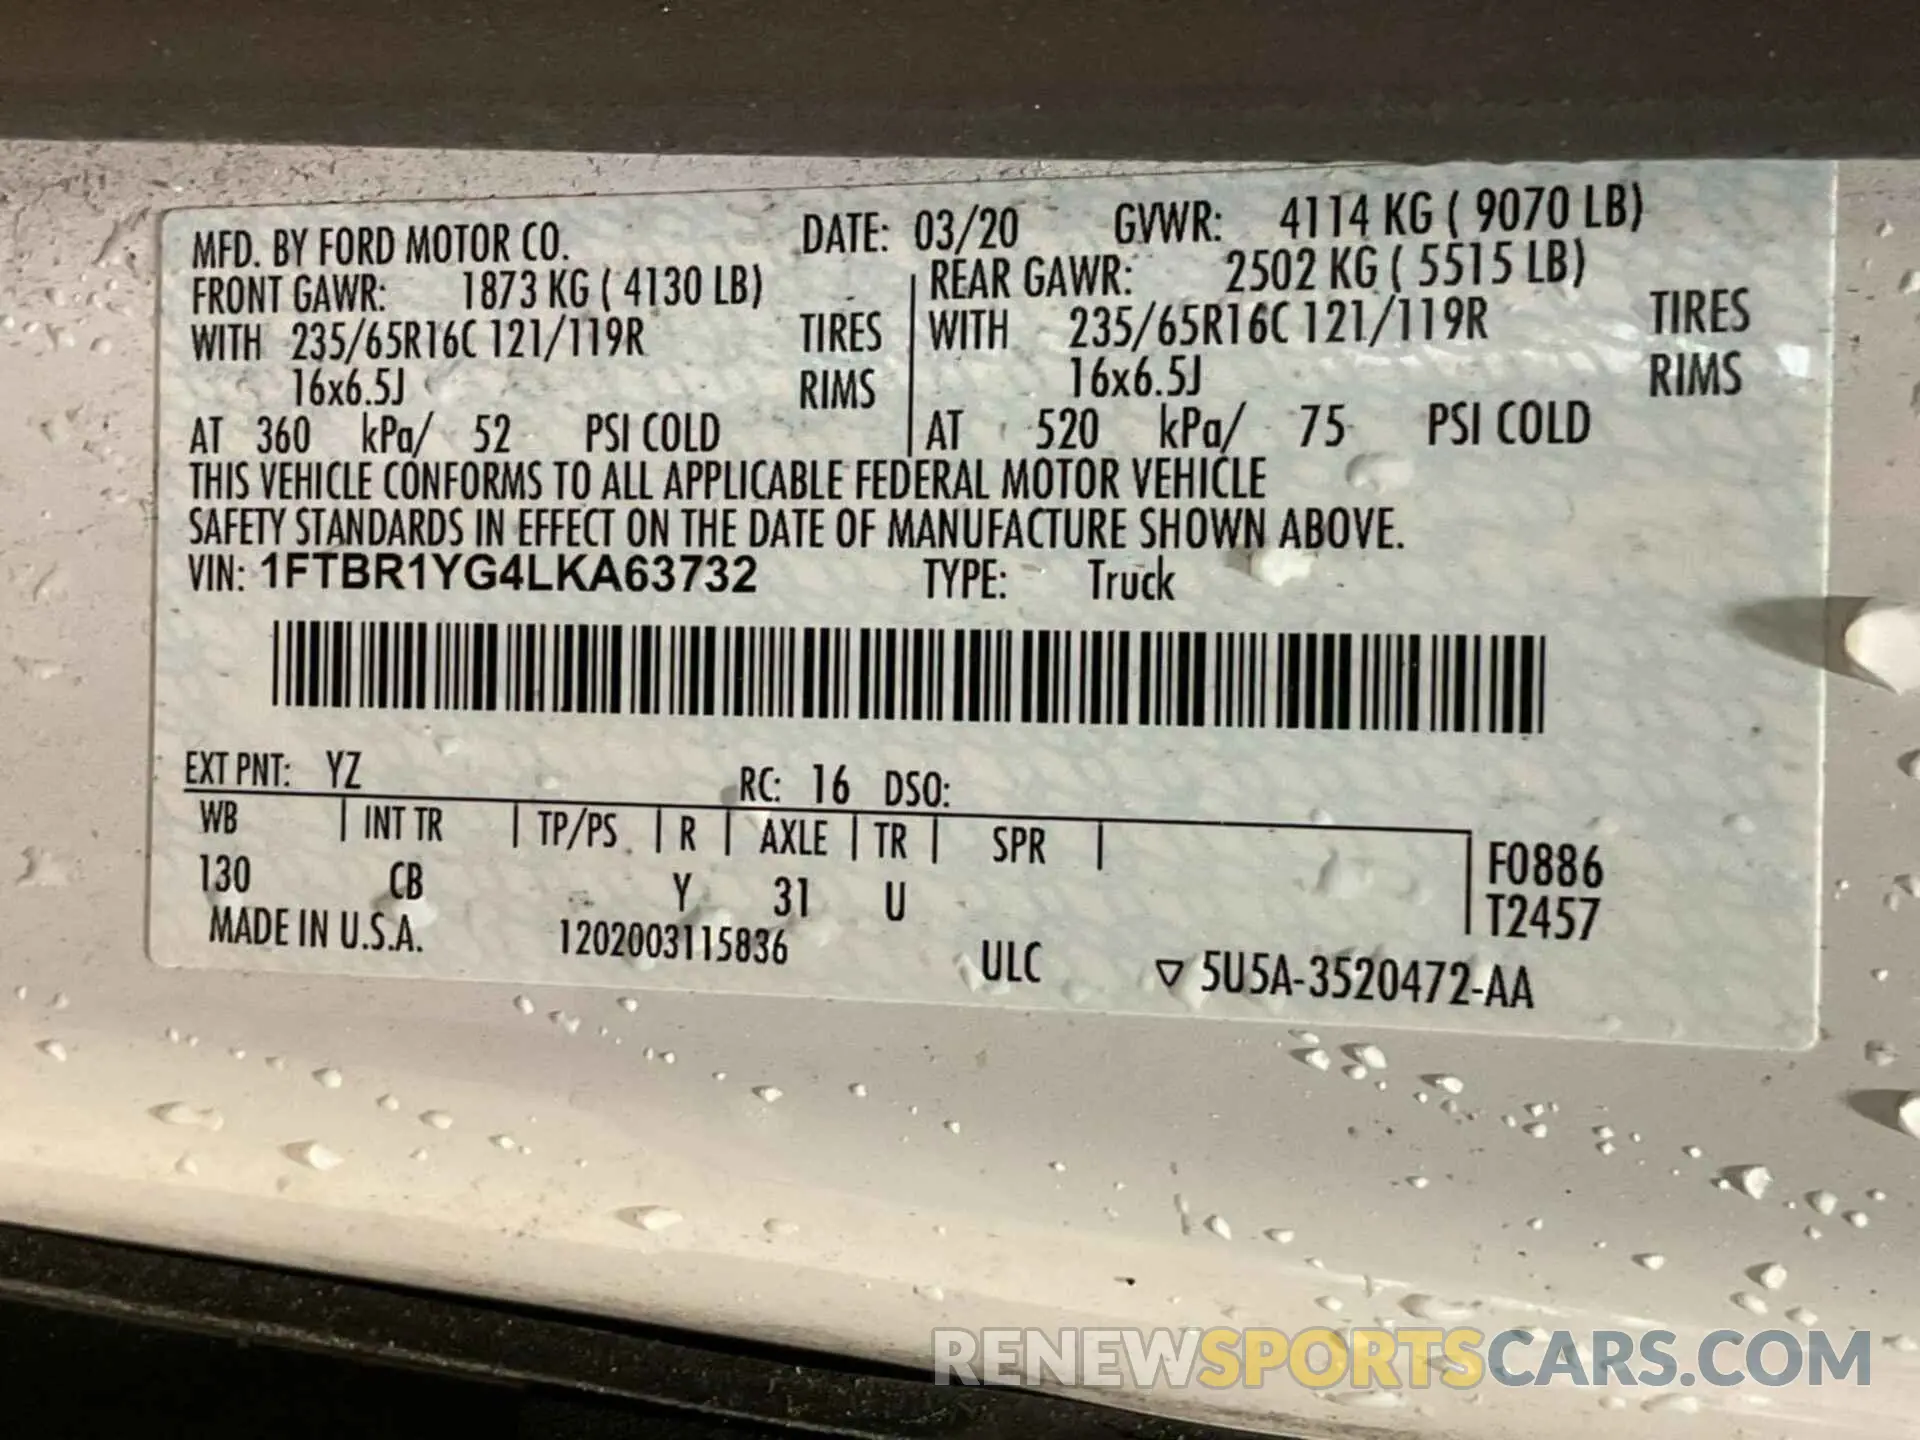 MFD. BY FORD MOTOR CO. DATE: 03/20 GVWR: 4114 KG ( 9070 LB)
FRONT GAWR: 1873 KG ( 4130 LB) REAR GAWR: 2502 KG ( 5515 LB)
WITH 235/65R16C 121/119R TIRES WITH 235/65R16C 121/119R TIRES
16x6.5J RIMS 16x6.5J RIMS
AT 360 kPa/ 52 PSI COLD AT 520 kPa/ 75 PSI COLD
THIS VEHICLE CONFORMS TO ALL APPLICABLE FEDERAL MOTOR VEHICLE
SAFETY STANDARDS IN EFFECT ON THE DATE OF MANUFACTURE SHOWN ABOVE.
VIN: 1FTBR1YG4LKA63732 TYPE: Truck
EXT PNT: YZ RC: 16 DSO:
WB INT TR TP/PS R AXLE TR SPR F0886
130 CB Y 31 U T2457
MADE IN U.S.A. 1202003115836 ULC ▽ 5U5A-3520472-AA
RENEWSPORTSCARS.COM